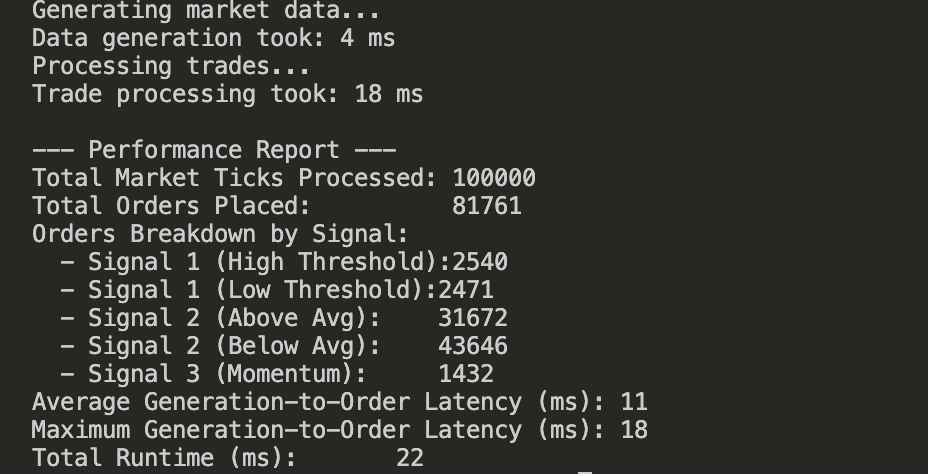 Generating market data...
Data generation took: 4 ms
Processing trades...
Trade processing took: 18 ms

--- Performance Report ---
Total Market Ticks Processed: 100000
Total Orders Placed:          81761
Orders Breakdown by Signal:
  - Signal 1 (High Threshold):2540
  - Signal 1 (Low Threshold):2471
  - Signal 2 (Above Avg):    31672
  - Signal 2 (Below Avg):    43646
  - Signal 3 (Momentum):     1432
Average Generation-to-Order Latency (ms): 11
Maximum Generation-to-Order Latency (ms): 18
Total Runtime (ms):       22